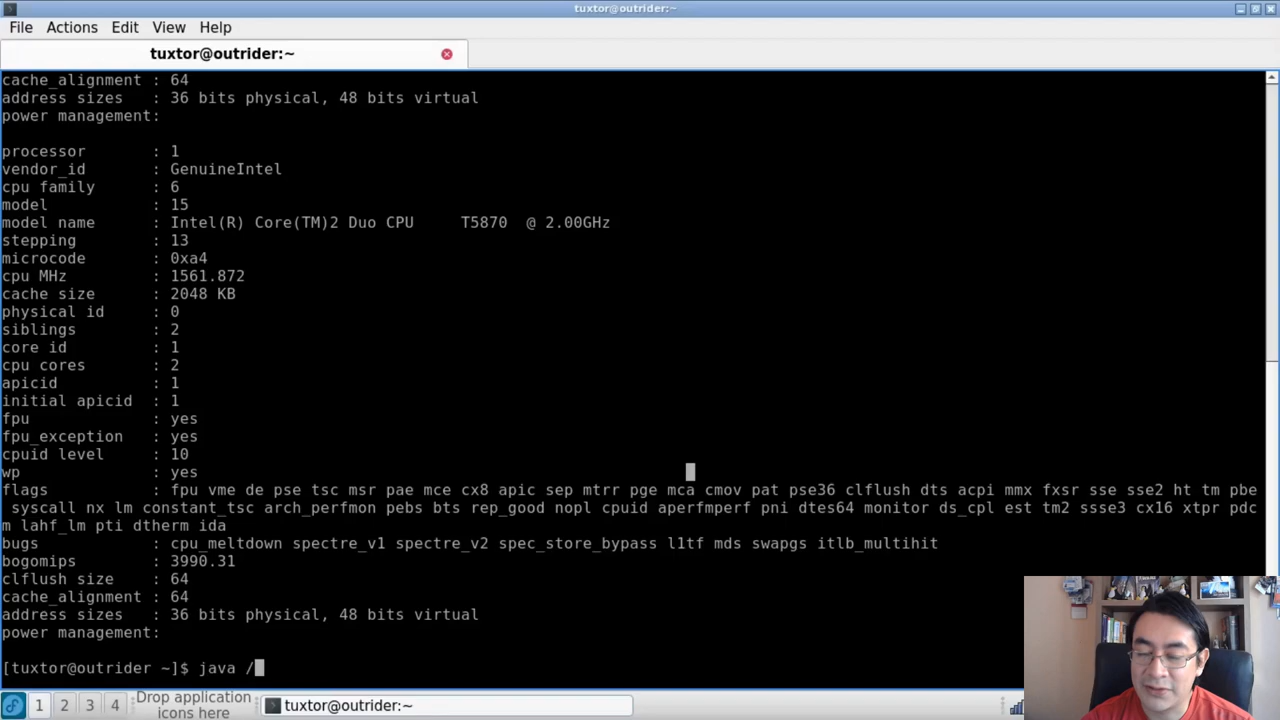 tuxtor@outrider:~
File Actions Edit View Help
tuxtor@outrider:~
cache_alignment : 64
address sizes : 36 bits physical, 48 bits virtual
power management:
processor : 1
vendor_id : GenuineIntel
cpu family : 6
model : 15
model name : Intel(R) Core(TM)2 Duo CPU T5870 @ 2.00GHz
stepping : 13
microcode : 0xa4
cpu MHz : 1561.872
cache size : 2048 KB
physical id : 0
siblings : 2
core id : 1
cpu cores : 2
apicid : 1
initial apicid : 1
fpu : yes
fpu_exception : yes
cpuid level : 10
wp : yes
flags : fpu vme de pse tsc msr pae mce cx8 apic sep mtrr pge mca cmov pat pse36 clflush dts acpi mmx fxsr sse sse2 ht tm pbe
syscall nx lm constant_tsc arch_perfmon pebs bts rep_good nopl cpuid aperfmperf pni dtes64 monitor ds_cpl est tm2 ssse3 cx16 xtpr pdc
m lahf_lm pti dtherm ida
bugs : cpu_meltdown spectre_v1 spectre_v2 spec_store_bypass l1tf mds swapgs itlb_multihit
bogomips : 3990.31
clflush size : 64
cache_alignment : 64
address sizes : 36 bits physical, 48 bits virtual
power management:
[tuxtor@outrider ~]$ java /
1 2 3 4 Drop application icons here tuxtor@outrider:~